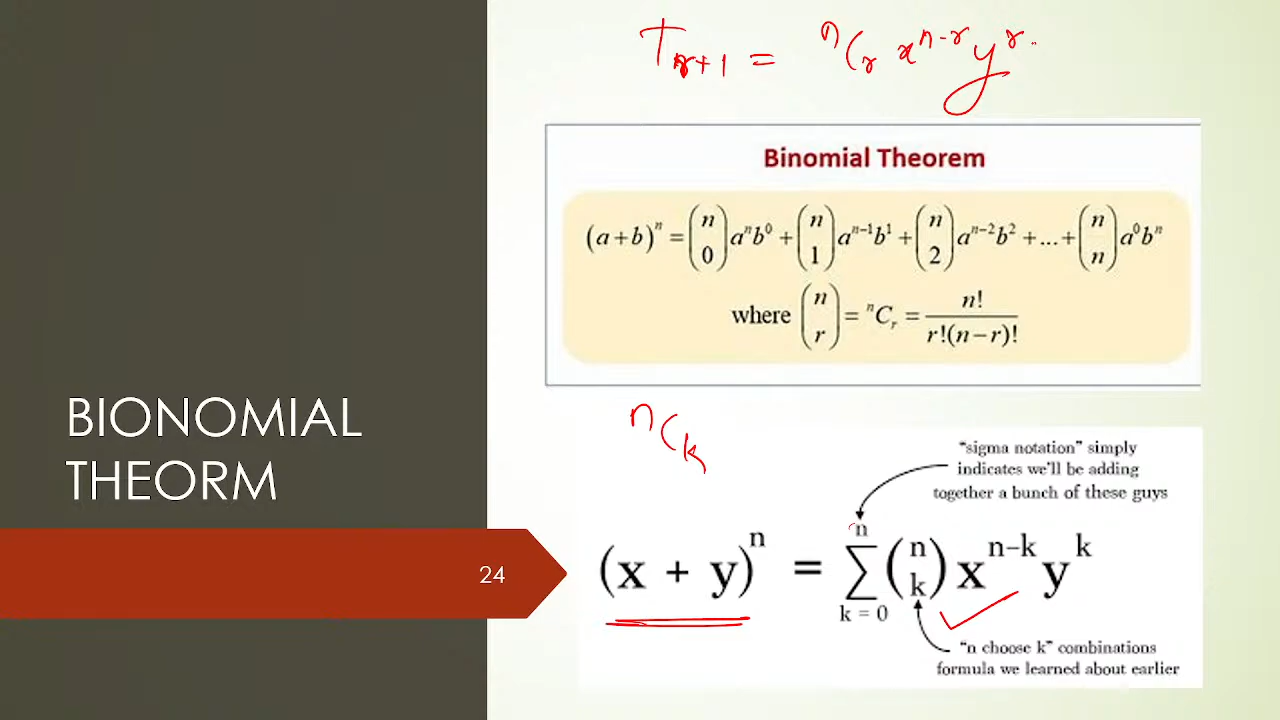 Tᵣ₊₁ = ⁿCᵣ xⁿ⁻ʳ yʳ
Binomial Theorem
(a+b)ⁿ = (n 0) aⁿb⁰ + (n 1) aⁿ⁻¹b¹ + (n 2) aⁿ⁻²b² + ... + (n n) a⁰bⁿ
where (n r) = ⁿCᵣ = n! / r!(n−r)!
BIONOMIAL
THEORM
24
ⁿCₖ
"sigma notation" simply
indicates we'll be adding
together a bunch of these guys
(x + y)ⁿ = n ∑ k = 0 (n k) xⁿ⁻ᵏ yᵏ
"n choose k" combinations
formula we learned about earlier